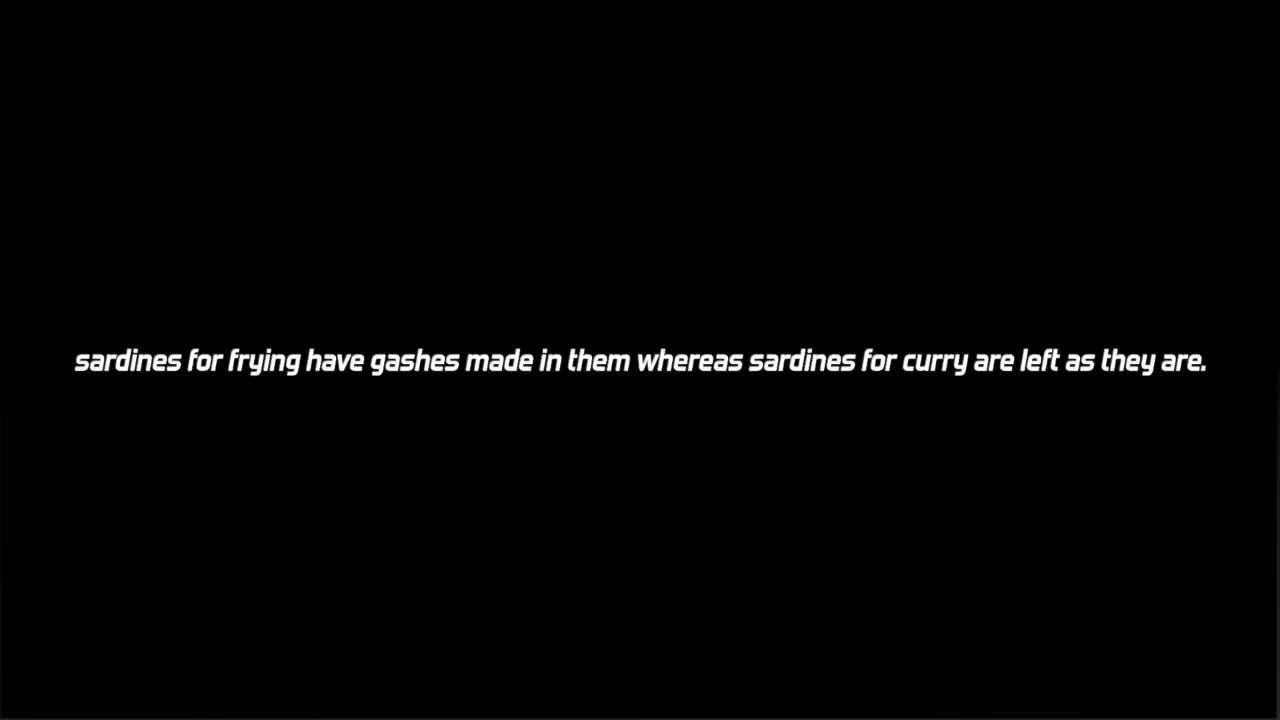 sardines for frying have gashes made in them whereas sardines for curry are left as they are.